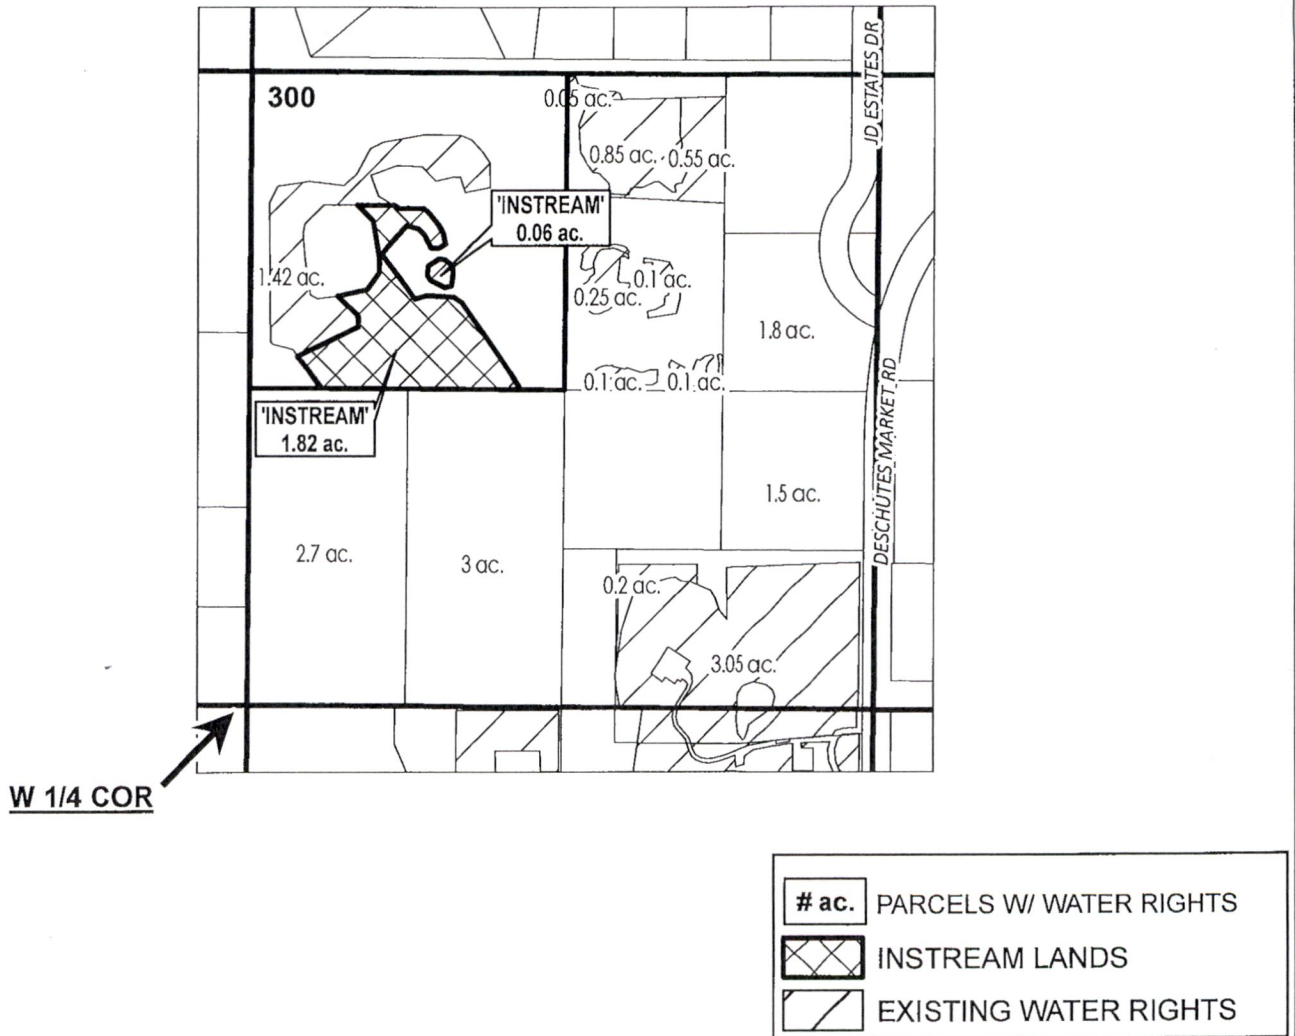 JD ESTATES DR
300
0.05 ac.
0.85 ac.
0.55 ac.
'INSTREAM'
0.06 ac.
1.42 ac.
0.1 ac.
0.25 ac.
1.8 ac.
0.1 ac.
0.1 ac.
'INSTREAM'
1.82 ac.
DESCHUTES MARKET RD
1.5 ac.
2.7 ac.
3 ac.
0.2 ac.
3.05 ac.
W 1/4 COR
# ac.
PARCELS W/ WATER RIGHTS
INSTREAM LANDS
EXISTING WATER RIGHTS